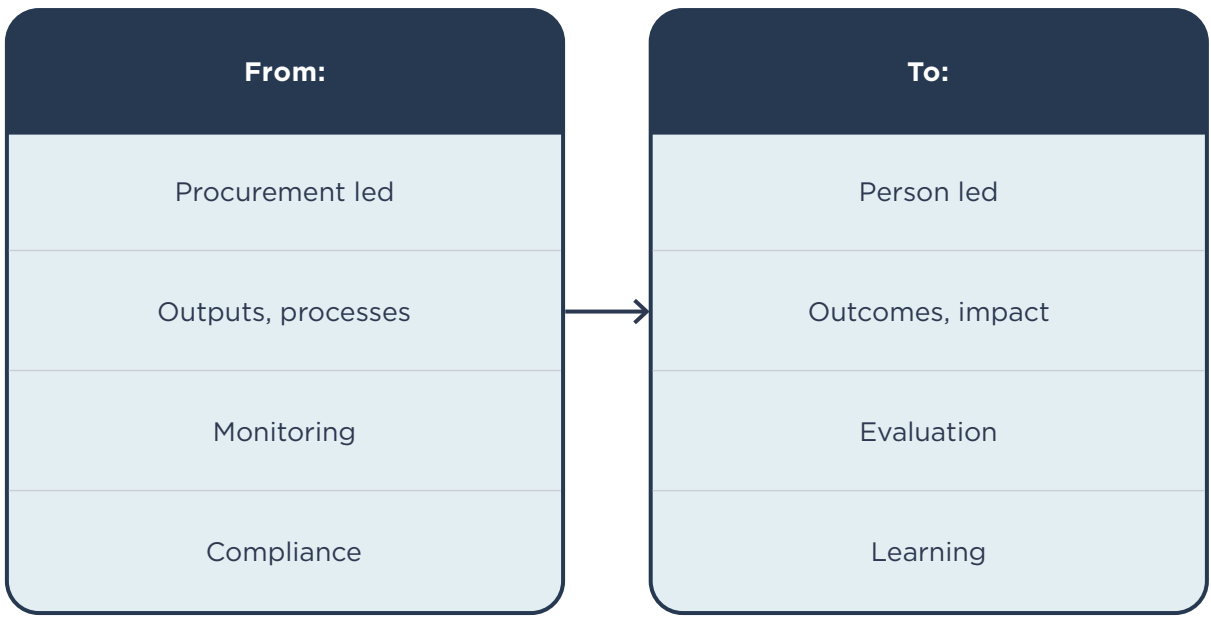 From:
Procurement led
Outputs, processes
Monitoring
Compliance
To:
Person led
Outcomes, impact
Evaluation
Learning